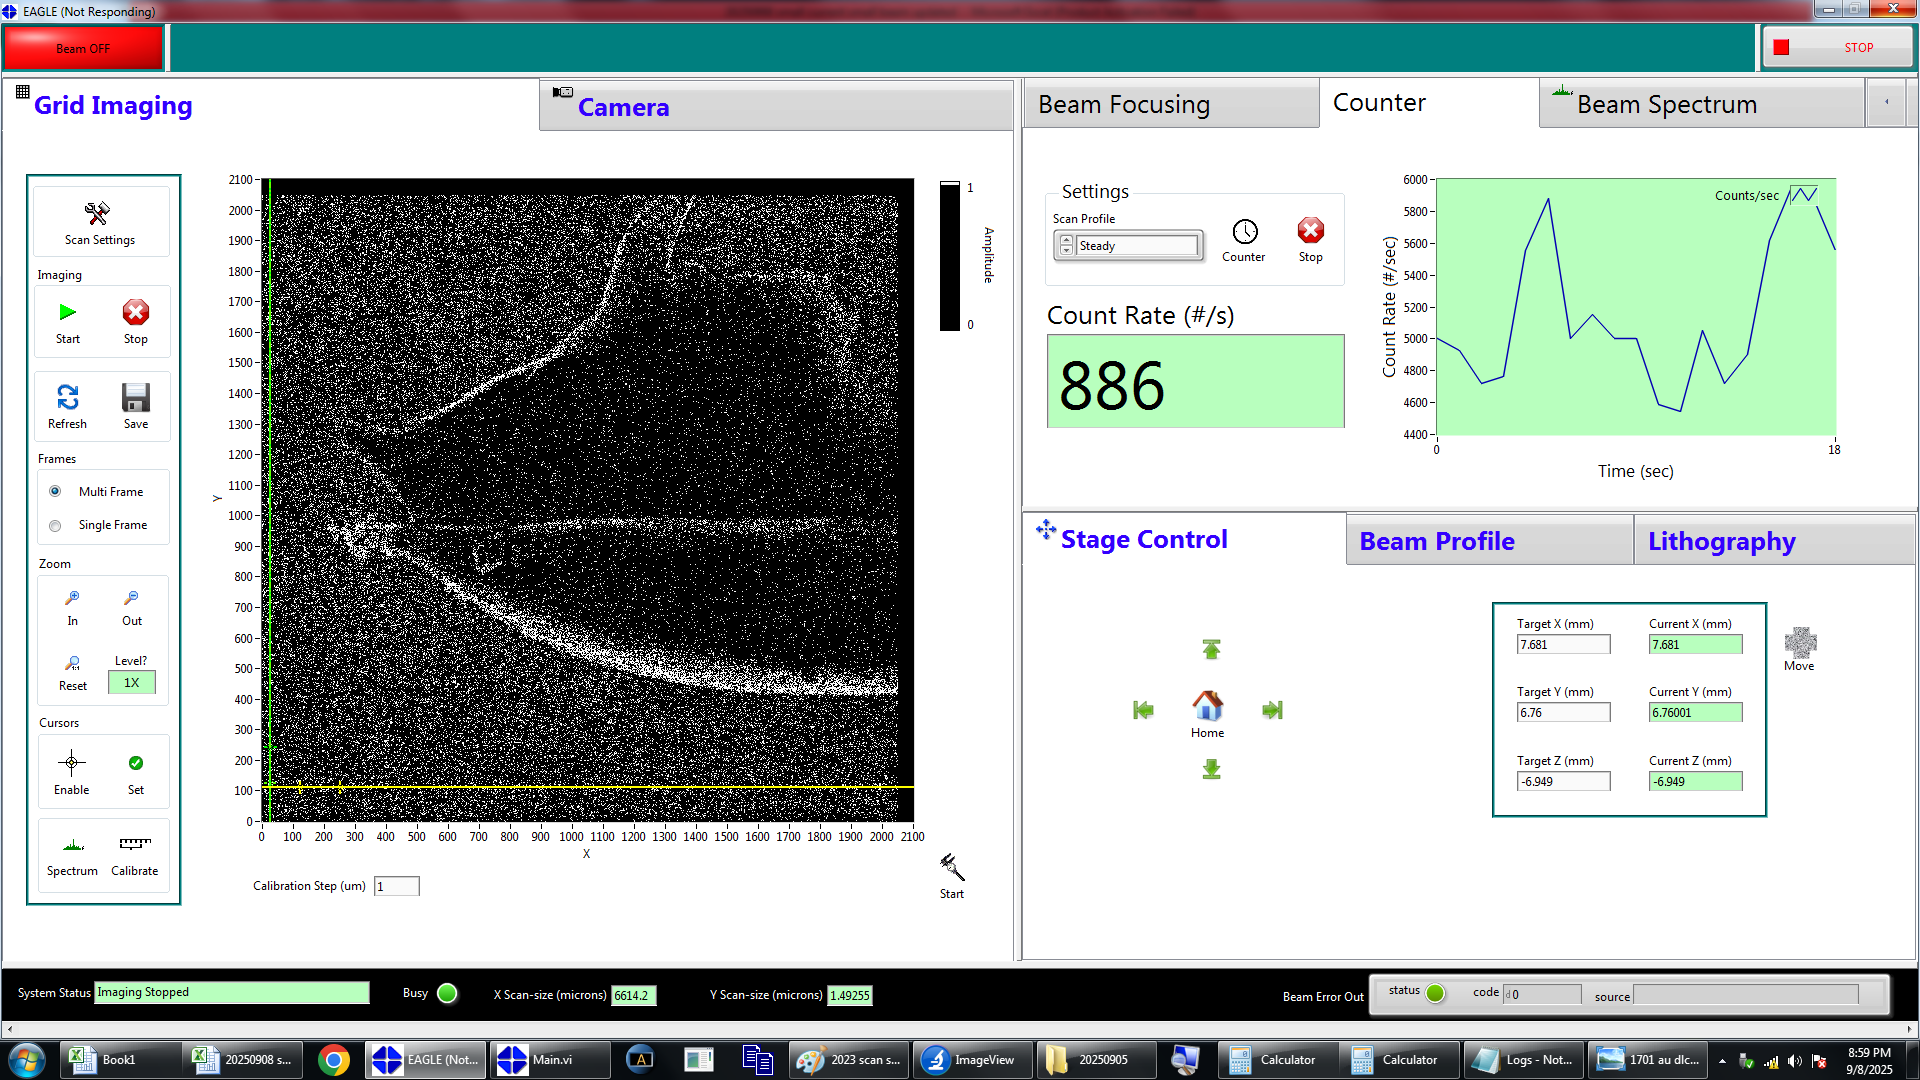 EAGLE (Not Responding)
Beam OFF
STOP
Grid Imaging
Camera
Beam Focusing
Counter
Beam Spectrum
Scan Settings
Imaging
Start
Stop
Refresh
Save
Frames
Multi Frame
Single Frame
Zoom
In
Out
Reset
Level?
1X
Cursors
Enable
Set
Spectrum
Calibrate
2100
2000
1900
1800
1700
1600
1500
1400
1300
1200
1100
1000
900
800
700
600
500
400
300
200
100
0
Y
0 100 200 300 400 500 600 700 800 900 1000 1100 1200 1300 1400 1500 1600 1700 1800 1900 2000 2100
X
1
0
Amplitude
Calibration Step (um) 1
Start
Settings
Scan Profile
Steady
Counter
Stop
Count Rate (#/s)
886
Counts/sec
Count Rate (#/sec)
6000
5800
5600
5400
5200
5000
4800
4600
4400
0 18
Time (sec)
Stage Control
Beam Profile
Lithography
Home
Target X (mm) Current X (mm)
7.681 7.681
Target Y (mm) Current Y (mm)
6.76 6.76001
Target Z (mm) Current Z (mm)
-6.949 -6.949
Move
System Status Imaging Stopped
Busy
X Scan-size (microns) 6614.2
Y Scan-size (microns) 1.49255
Beam Error Out
status
code d 0
source
Book1
20250908 s...
EAGLE (Not...
Main.vi
2023 scan s...
ImageView
20250905
Calculator
Calculator
Logs - Not...
1701 au dlc...
8:59 PM
9/8/2025